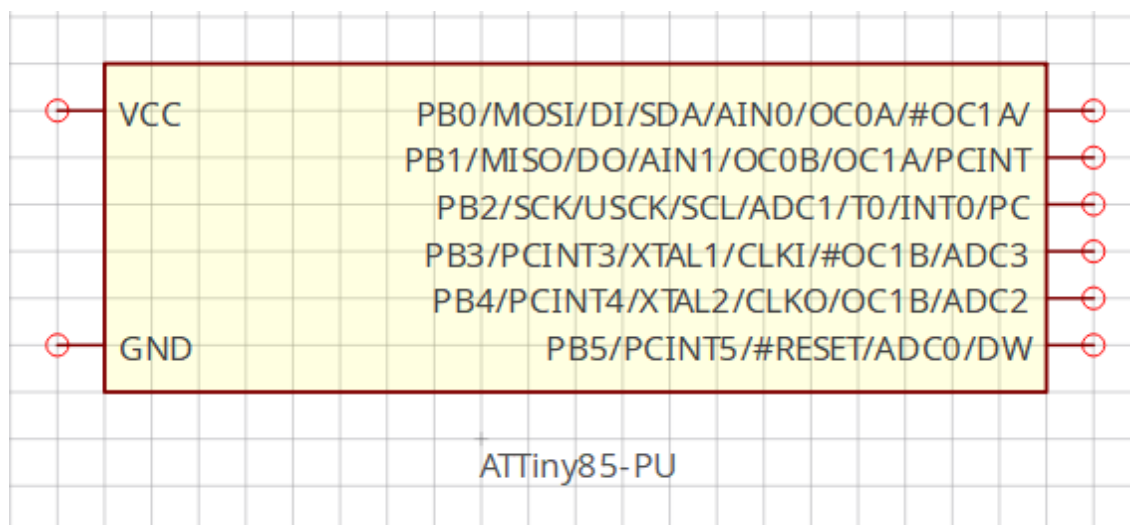 VCC
PB0/MOSI/DI/SDA/AIN0/OC0A/#OC1A/
PB1/MISO/DO/AIN1/OC0B/OC1A/PCINT
PB2/SCK/USCK/SCL/ADC1/T0/INT0/PC
PB3/PCINT3/XTAL1/CLKI/#OC1B/ADC3
PB4/PCINT4/XTAL2/CLKO/OC1B/ADC2
GND
PB5/PCINT5/#RESET/ADC0/DW
ATTiny85-PU